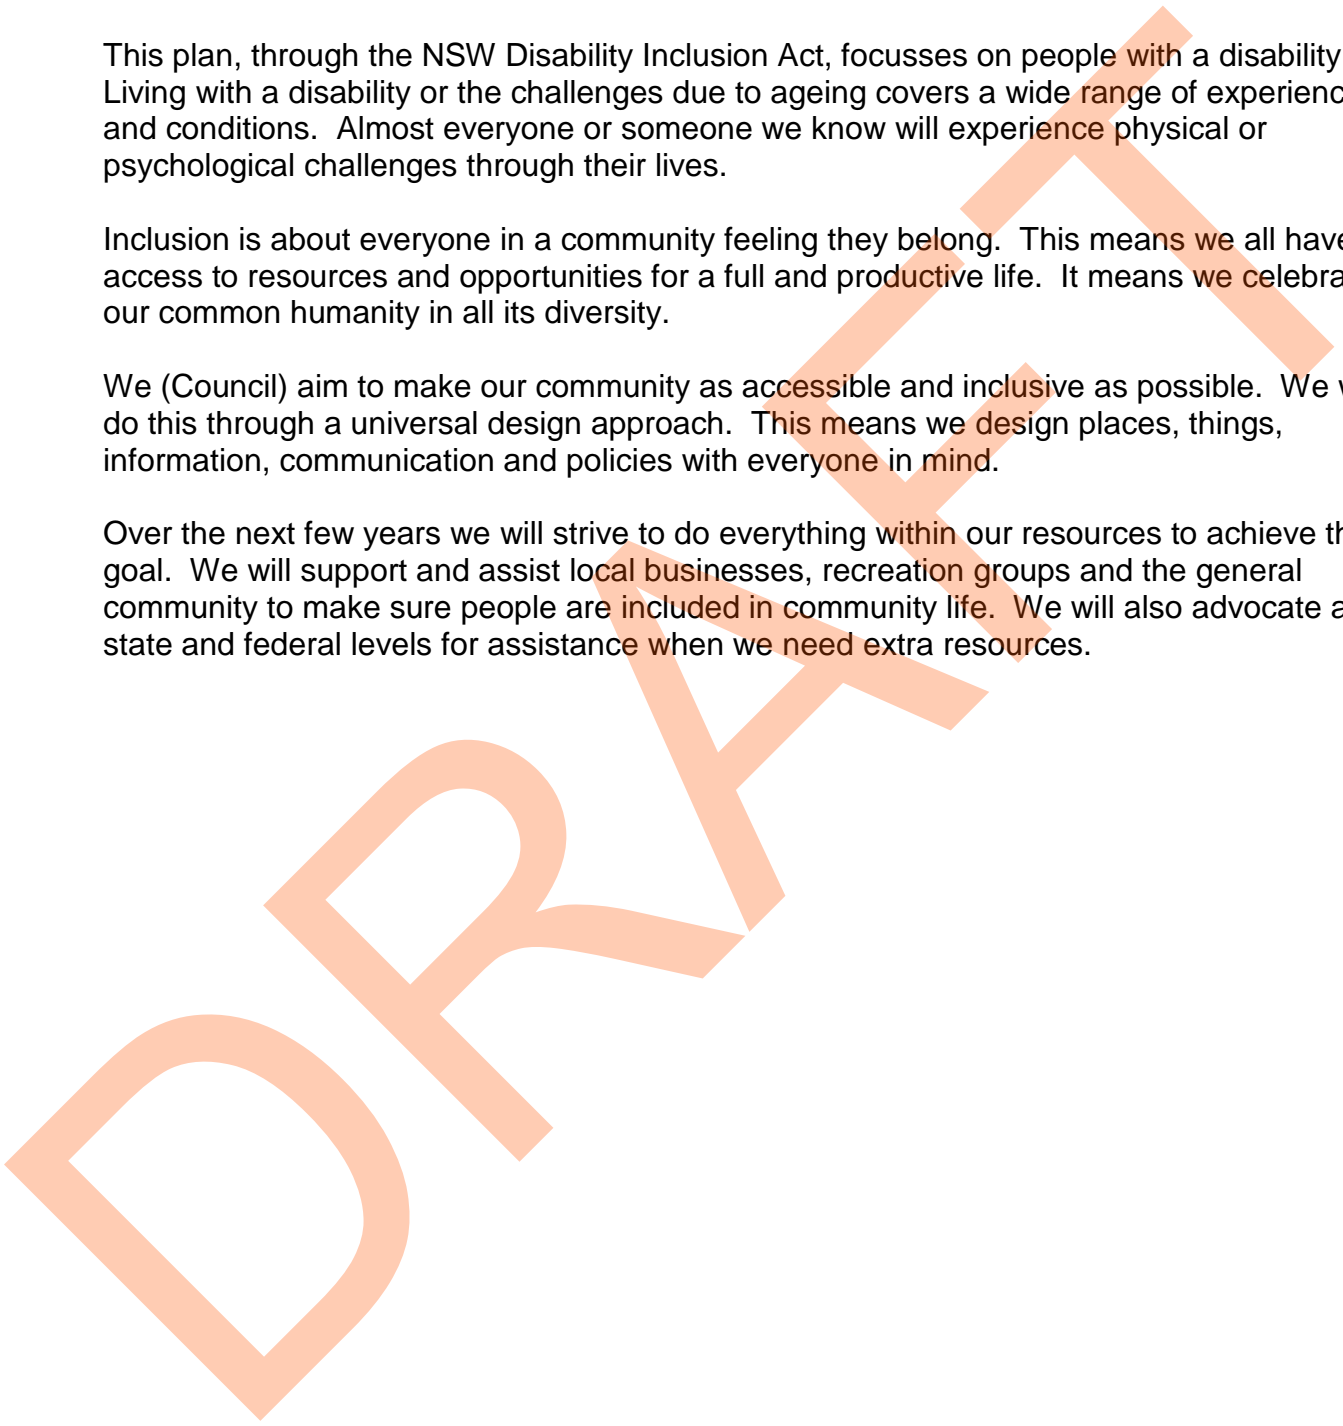 This plan, through the NSW Disability Inclusion Act, focusses on people with a disability
Living with a disability or the challenges due to ageing covers a wide range of
and conditions.  Almost everyone or someone we know will experience physical or
psychological challenges through their lives.
Inclusion is about everyone in a community feeling they belong.  This means we all have
access to resources and opportunities for a full and productive life.  It means we
our common humanity in all its diversity.
We (Council) aim to make our community as accessible and inclusive as possible.  We
do this through a universal design approach.  This means we design places, things,
information, communication and policies with everyone in mind.
Over the next few years we will strive to do everything within our resources to achieve
goal.  We will support and assist local businesses, recreation groups and the general
community to make sure people are included in community life.  We will also advocate
state and federal levels for assistance when we need extra resources.
DRAFT